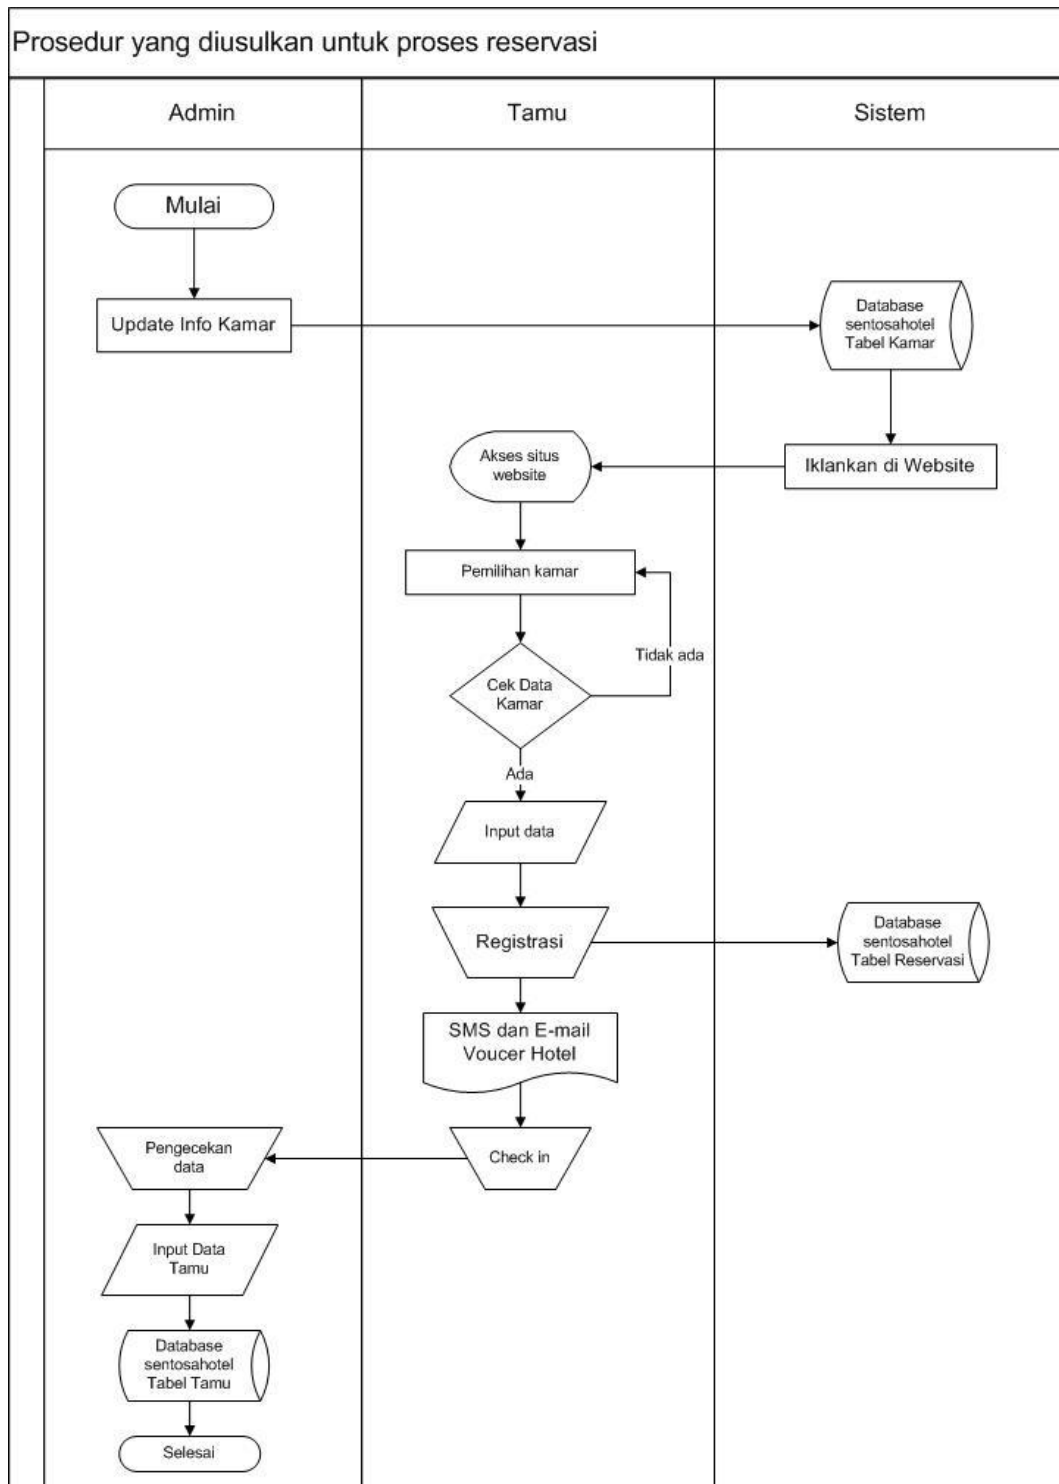 Prosedur yang diusulkan untuk proses reservasi
Admin
Tamu
Sistem
Mulai
Update Info Kamar
Database
sentosahotel
Tabel Kamar
Iklankan di Website
Akses situs
website
Pemilihan kamar
Tidak ada
Cek Data
Kamar
Ada
Input data
Registrasi
Database
sentosahotel
Tabel Reservasi
SMS dan E-mail
Voucer Hotel
Check in
Pengecekan
data
Input Data
Tamu
Database
sentosahotel
Tabel Tamu
Selesai